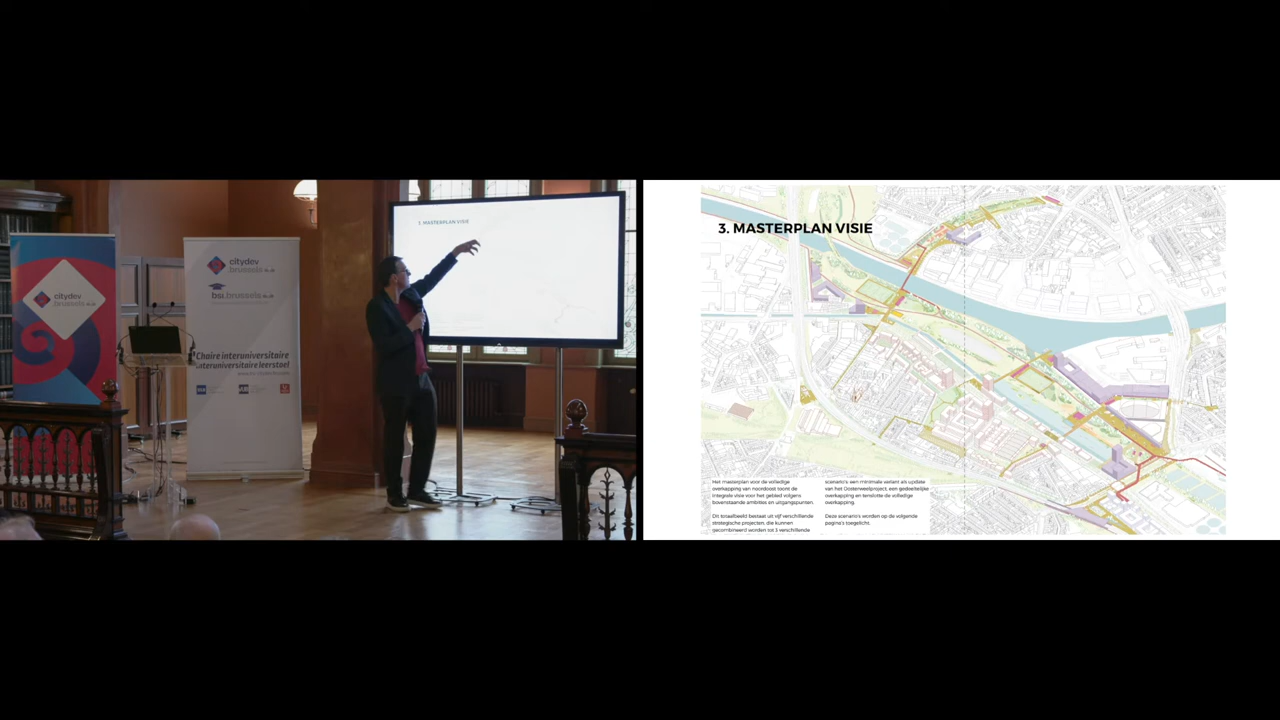 citydev
brussels
citydev
.brussels
bsi.brussels
Chaire interuniversitaire
Interuniversitaire leerstoel
3. MASTERPLAN VISIE
3. MASTERPLAN VISIE
Het masterplan voor de volledige
overkapping van noordoost toont de
integrale visie voor het gebied volgens
bovenstaande ambities en uitgangspunten.
Dit totaalbeeld bestaat uit vijf verschillende
strategische projecten, die kunnen
gecombineerd worden tot 3 verschillende
scenario's: een minimale variant als update
van het Oosterweelproject, een gedeeltelijke
overkapping en tenslotte de volledige
overkapping.
Deze scenario's worden op de volgende
pagina's toegelicht.